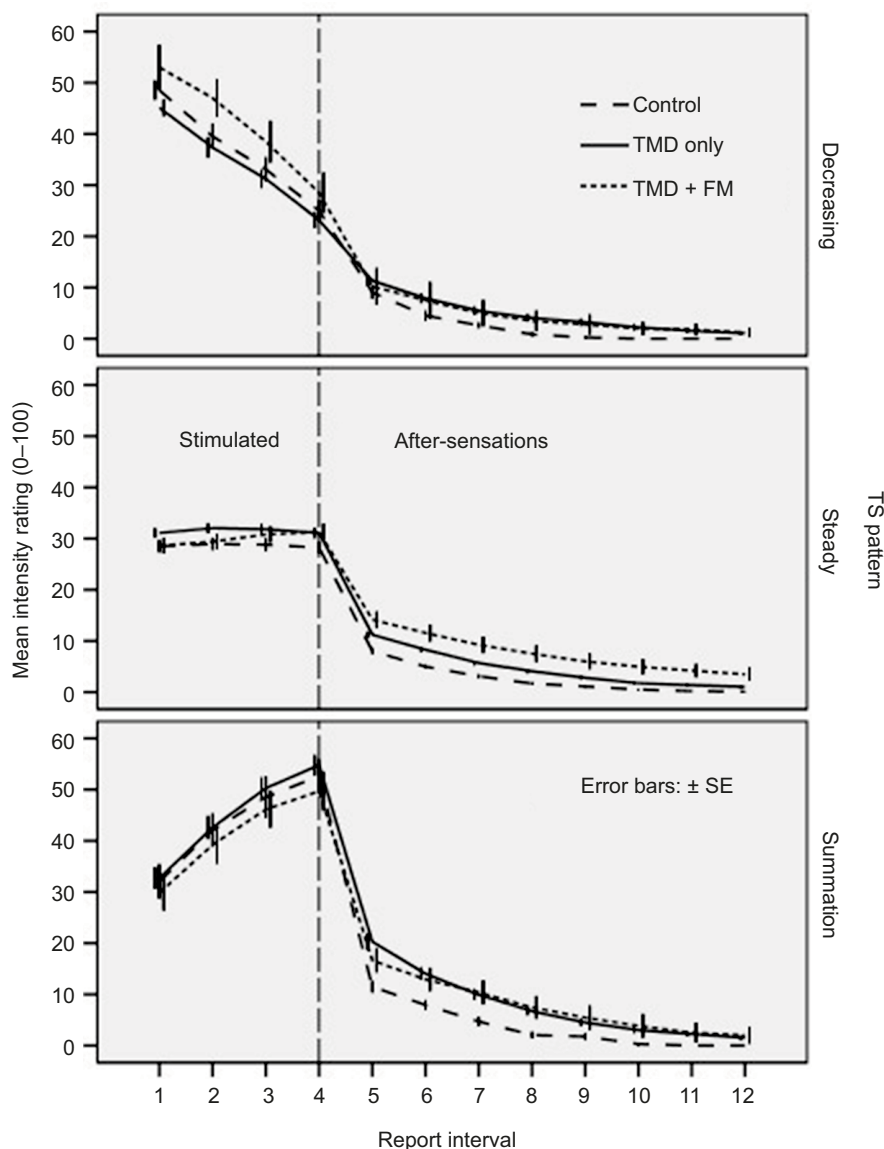 60
50
40
30
20
10
0
Control
TMD only
TMD + FM
Decreasing
60
50
40
30
20
10
0
Stimulated
After-sensations
Steady
Mean intensity rating (0–100)
TS pattern
60
50
40
30
20
10
0
Error bars: ± SE
Summation
1 2 3 4 5 6 7 8 9 10 11 12
Report interval